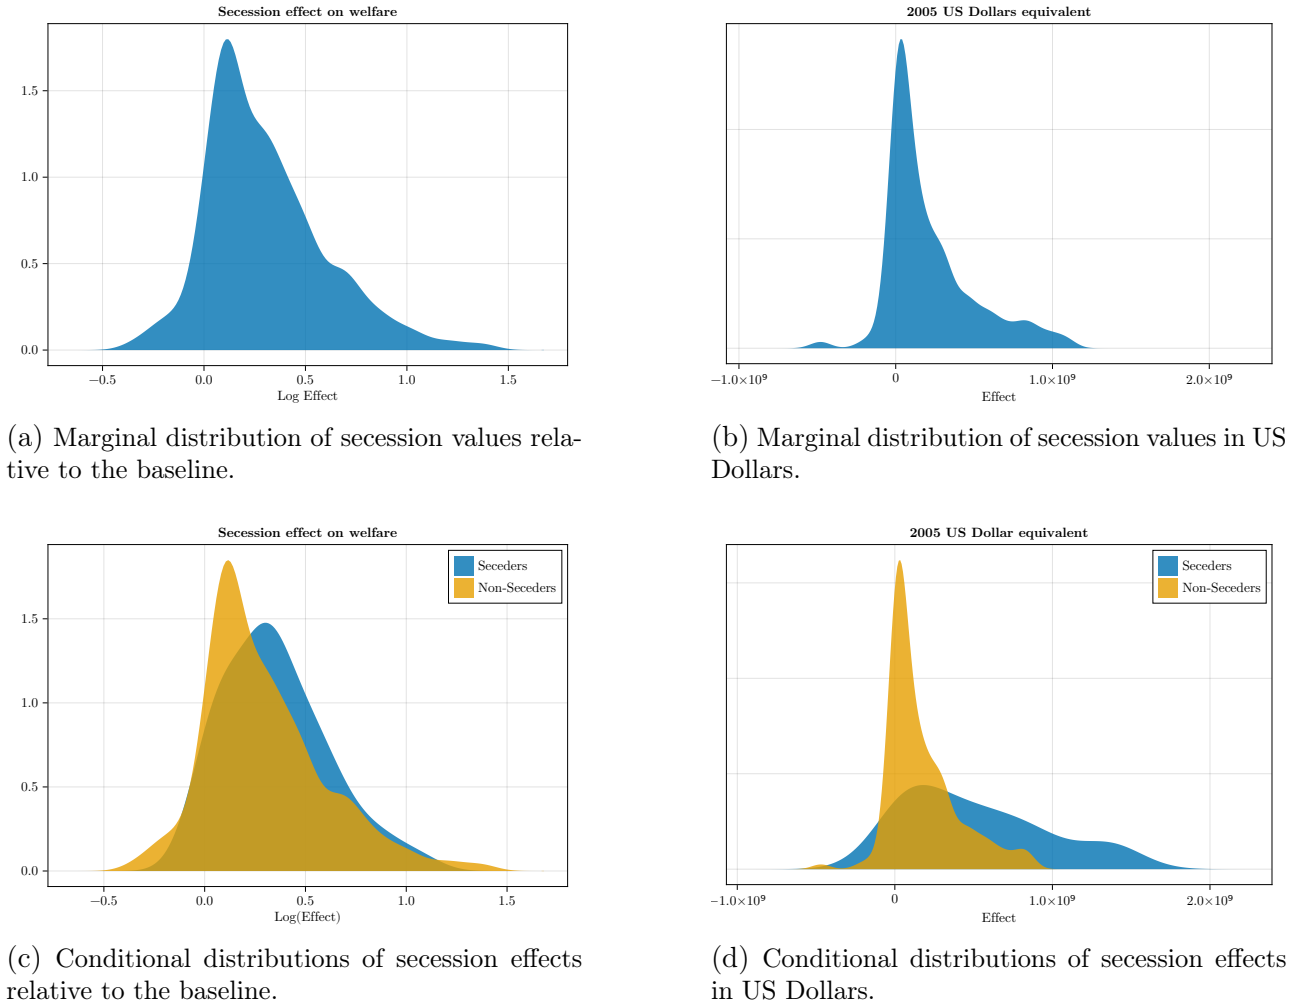 Secession effect on welfare
1.5
1.0
0.5
0.0
−0.5 0.0 0.5 1.0 1.5
Log Effect
(a) Marginal distribution of secession values rela-
tive to the baseline.
2005 US Dollars equivalent
−1.0×10⁹ 0 1.0×10⁹ 2.0×10⁹
Effect
(b) Marginal distribution of secession values in US
Dollars.
Secession effect on welfare
Seceders
Non-Seceders
1.5
1.0
0.5
0.0
−0.5 0.0 0.5 1.0 1.5
Log(Effect)
(c) Conditional distributions of secession effects
relative to the baseline.
2005 US Dollar equivalent
Seceders
Non-Seceders
−1.0×10⁹ 0 1.0×10⁹ 2.0×10⁹
Effect
(d) Conditional distributions of secession effects
in US Dollars.